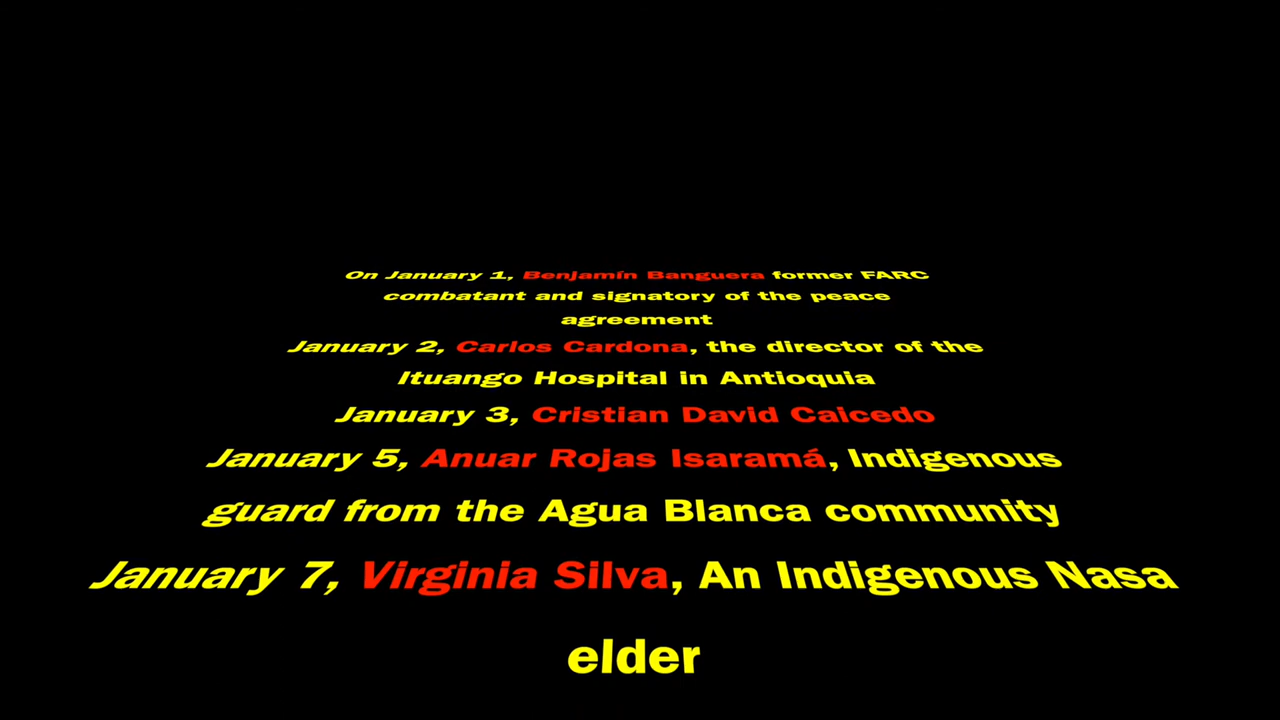 On January 1, Benjamín Banguera former FARC
combatant and signatory of the peace
agreement
January 2, Carlos Cardona, the director of the
Ituango Hospital in Antioquia
January 3, Cristian David Caicedo
January 5, Anuar Rojas Isaramá, Indigenous
guard from the Agua Blanca community
January 7, Virginia Silva, An Indigenous Nasa
elder